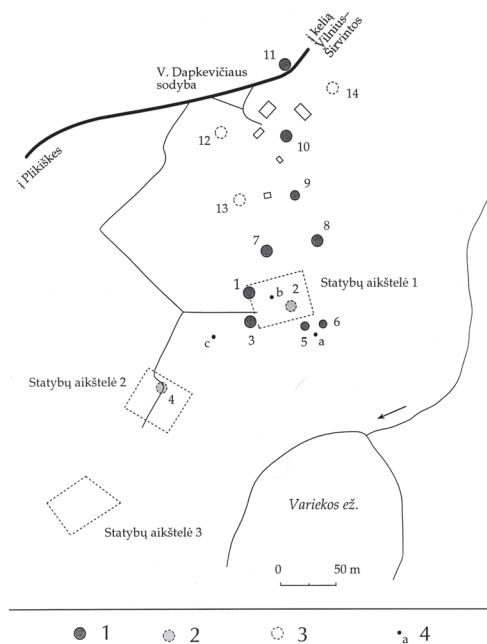 į kelią
Vilnius–
Širvintos
11
V. Dapkevičiaus
sodyba
14
12
10
į Plikiškes
13
9
7
8
Statybų aikštelė 1
1
b
2
3
5
6
a
c
Statybų aikštelė 2
4
Variekos ež.
Statybų aikštelė 3
0 50 m
1 2 3 a 4